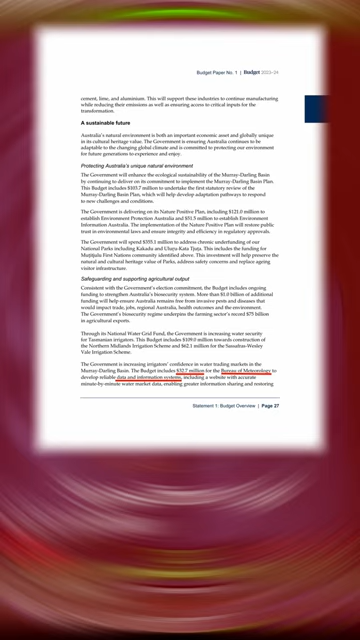 Budget Paper No. 1 | Budget 2023–24
cement, lime, and aluminium. This will support these industries to continue manufacturing
while reducing their emissions as well as ensuring access to critical inputs for the
transformation.
A sustainable future
Australia's natural environment is both an important economic asset and globally unique
in its cultural heritage value. The Government is ensuring Australia continues to be
adaptable to the changing global climate and is committed to protecting our environment
for future generations to experience and enjoy.
Protecting Australia's unique natural environment
The Government will enhance the ecological sustainability of the Murray-Darling Basin
by continuing to deliver on its commitment to implement the Murray-Darling Basin Plan.
This Budget includes $103.7 million to undertake the first statutory review of the
Murray-Darling Basin Plan, which will help develop adaptation pathways to respond
to new challenges and conditions.
The Government is delivering on its Nature Positive Plan, including $121.0 million to
establish Environment Protection Australia and $51.5 million to establish Environment
Information Australia. The implementation of the Nature Positive Plan will restore public
trust in environmental laws and ensure integrity and efficiency in regulatory approvals.
The Government will spend $355.1 million to address chronic underfunding of our
National Parks including Kakadu and Uluṟu-Kata Tjuṯa. This includes the funding for
Muṯitjulu First Nations community identified above. This investment will help preserve the
natural and cultural heritage value of Parks, address safety concerns and replace ageing
visitor infrastructure.
Safeguarding and supporting agricultural output
Consistent with the Government's election commitment, the Budget includes ongoing
funding to strengthen Australia's biosecurity system. More than $1.0 billion of additional
funding will help ensure Australia remains free from invasive pests and diseases that
would impact trade, jobs, regional Australia, health outcomes and the environment.
The Government's biosecurity regime underpins the farming sector's record $75 billion
in agricultural exports.
Through its National Water Grid Fund, the Government is increasing water security
for Tasmanian irrigators. This Budget includes $109.0 million towards construction of
the Northern Midlands Irrigation Scheme and $62.1 million for the Sassafras-Wesley
Vale Irrigation Scheme.
The Government is increasing irrigators' confidence in water trading markets in the
Murray-Darling Basin. The Budget includes $32.7 million for the Bureau of Meteorology to
develop reliable data and information systems, including a website with accurate
minute-by-minute water market data, enabling greater information sharing and restoring
Statement 1: Budget Overview | Page 27